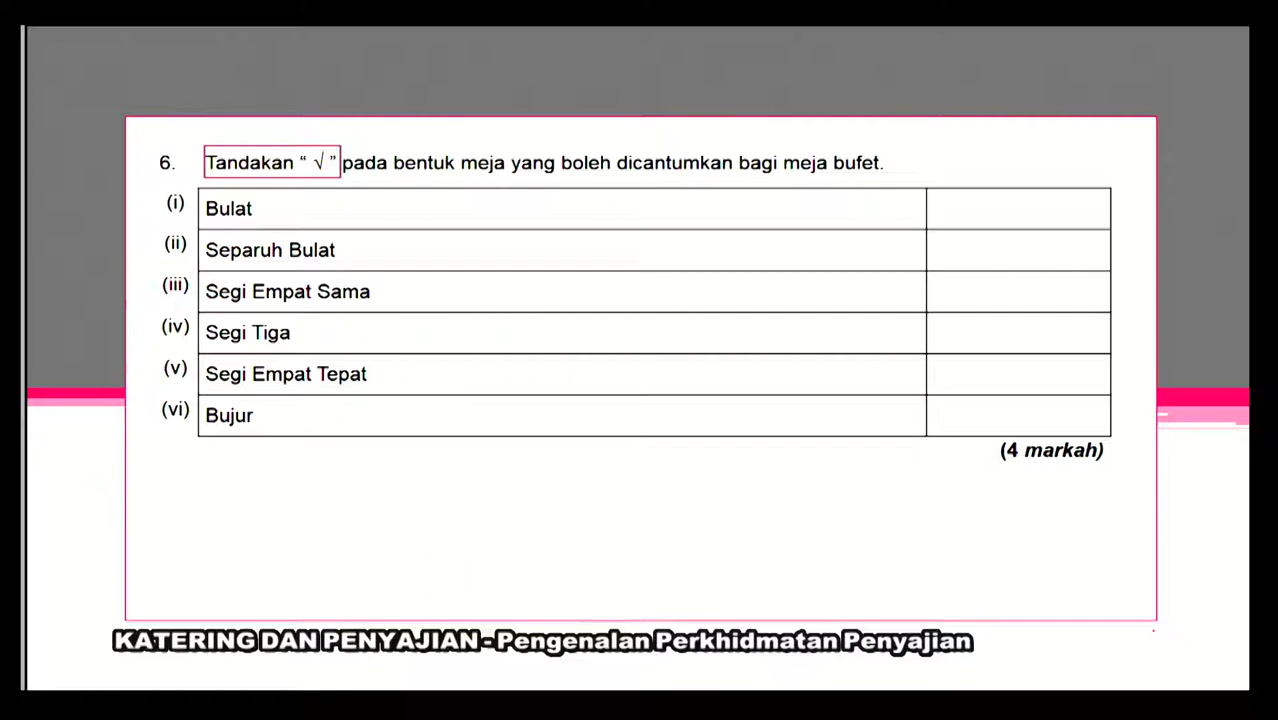 6. Tandakan “ √ ” pada bentuk meja yang boleh dicantumkan bagi meja bufet.
(i) Bulat
(ii) Separuh Bulat
(iii) Segi Empat Sama
(iv) Segi Tiga
(v) Segi Empat Tepat
(vi) Bujur
(4 markah)
KATERING DAN PENYAJIAN - Pengenalan Perkhidmatan Penyajian